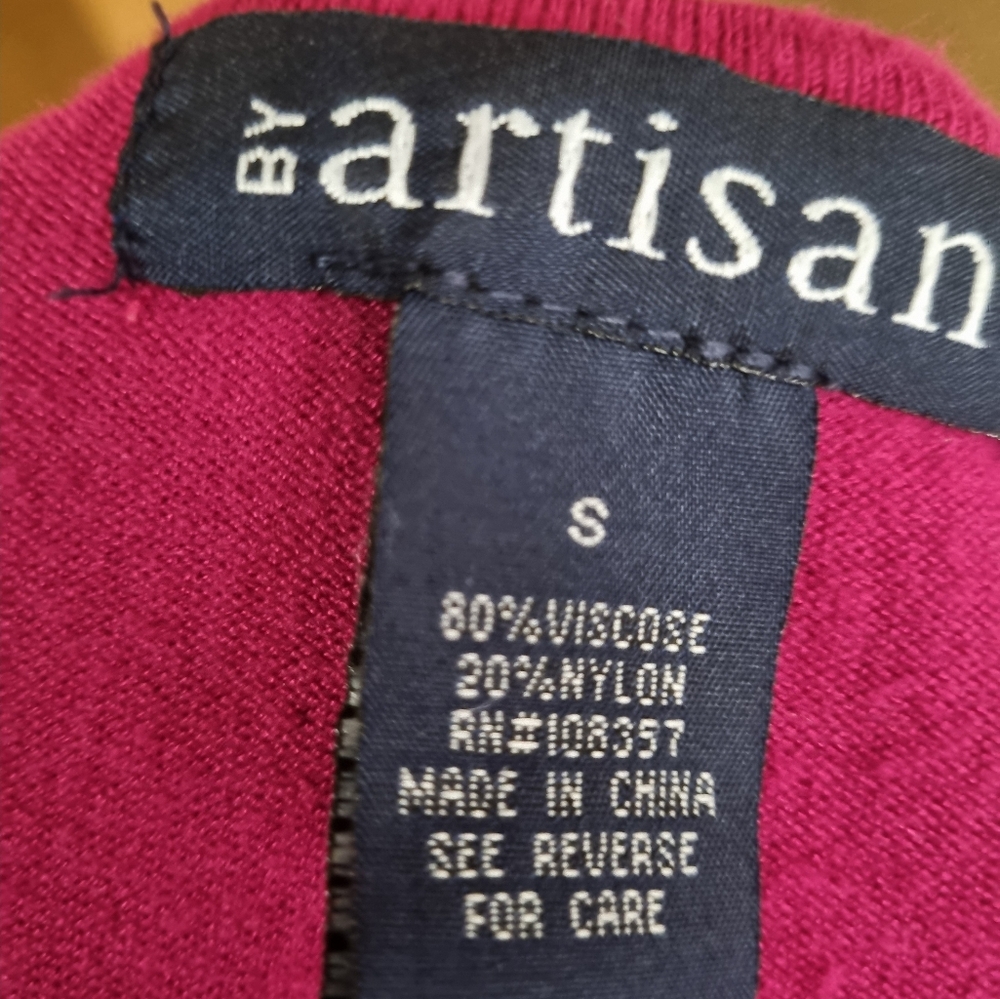 BY artisan
S
80%VISCOSE
20%NYLON
RN#108357
MADE IN CHINA
SEE REVERSE
FOR CARE